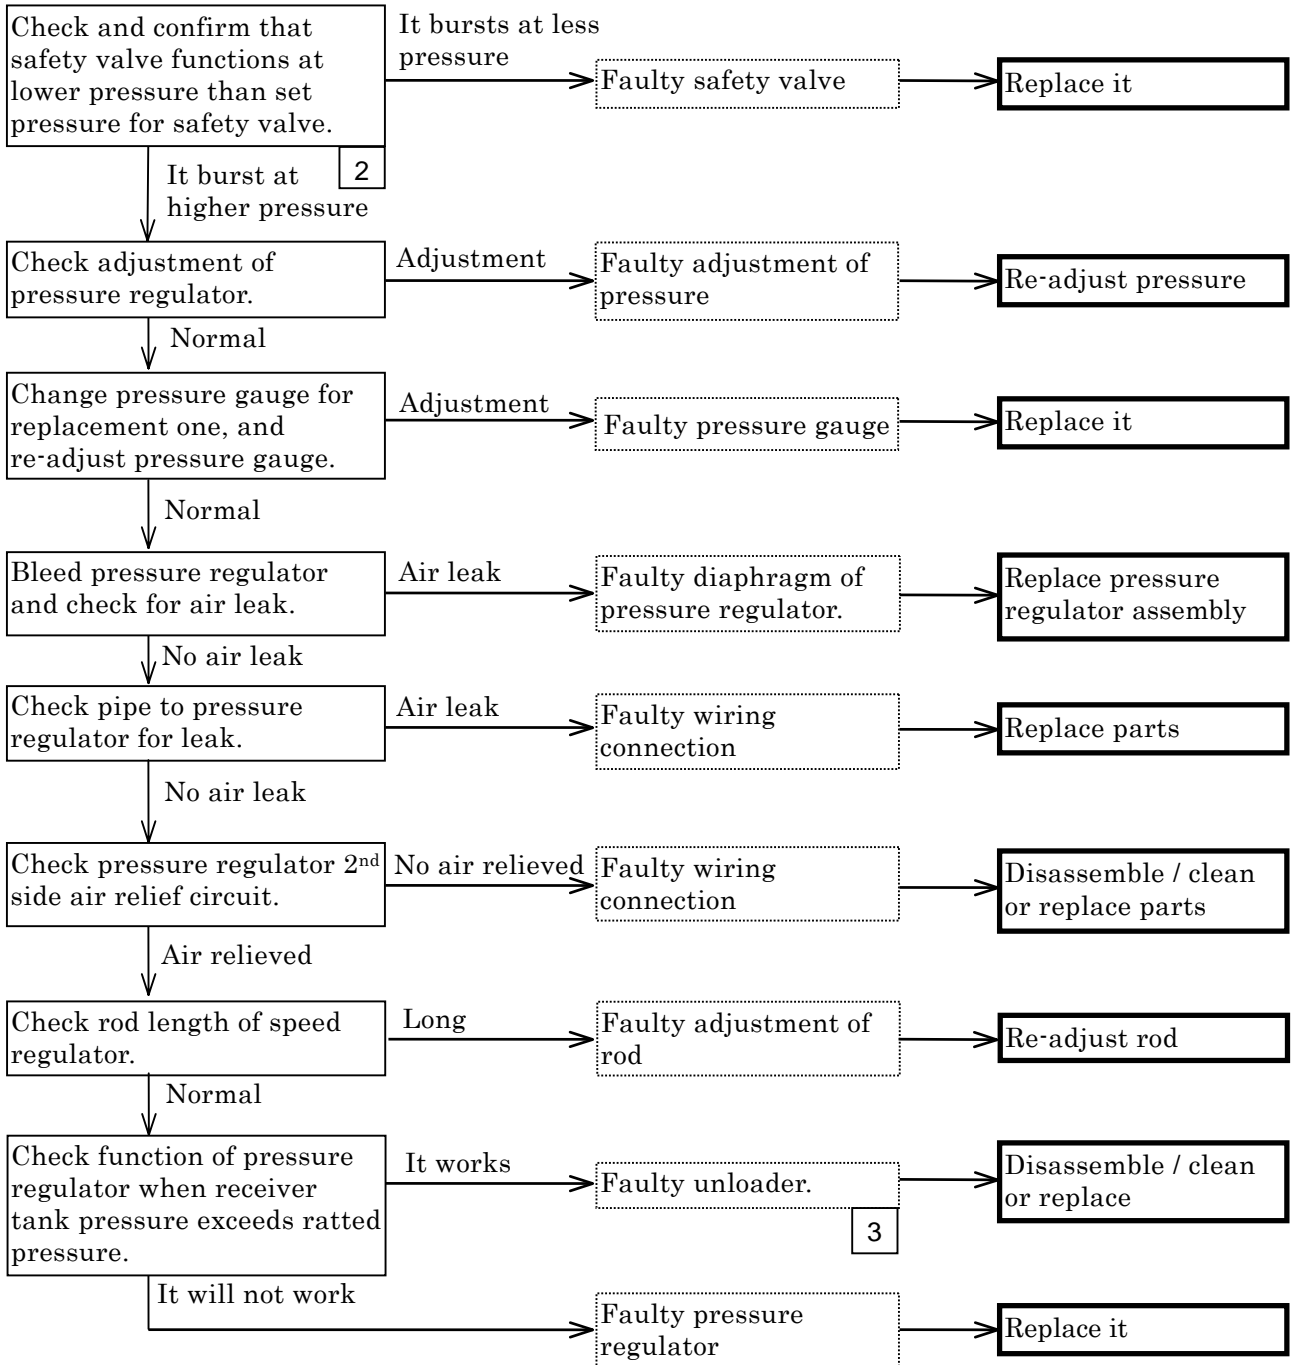 Check and confirm that
safety valve functions at
lower pressure than set
pressure for safety valve.
2
It bursts at less
pressure
Faulty safety valve
Replace it
It burst at
higher pressure
Check adjustment of
pressure regulator.
Adjustment
Faulty adjustment of
pressure
Re-adjust pressure
Normal
Change pressure gauge for
replacement one, and
re-adjust pressure gauge.
Adjustment
Faulty pressure gauge
Replace it
Normal
Bleed pressure regulator
and check for air leak.
Air leak
Faulty diaphragm of
pressure regulator.
Replace pressure
regulator assembly
No air leak
Check pipe to pressure
regulator for leak.
Air leak
Faulty wiring
connection
Replace parts
No air leak
Check pressure regulator 2nd
side air relief circuit.
No air relieved
Faulty wiring
connection
Disassemble / clean
or replace parts
Air relieved
Check rod length of speed
regulator.
Long
Faulty adjustment of
rod
Re-adjust rod
Normal
Check function of pressure
regulator when receiver
tank pressure exceeds ratted
pressure.
It works
Faulty unloader.
3
Disassemble / clean
or replace
It will not work
Faulty pressure
regulator
Replace it